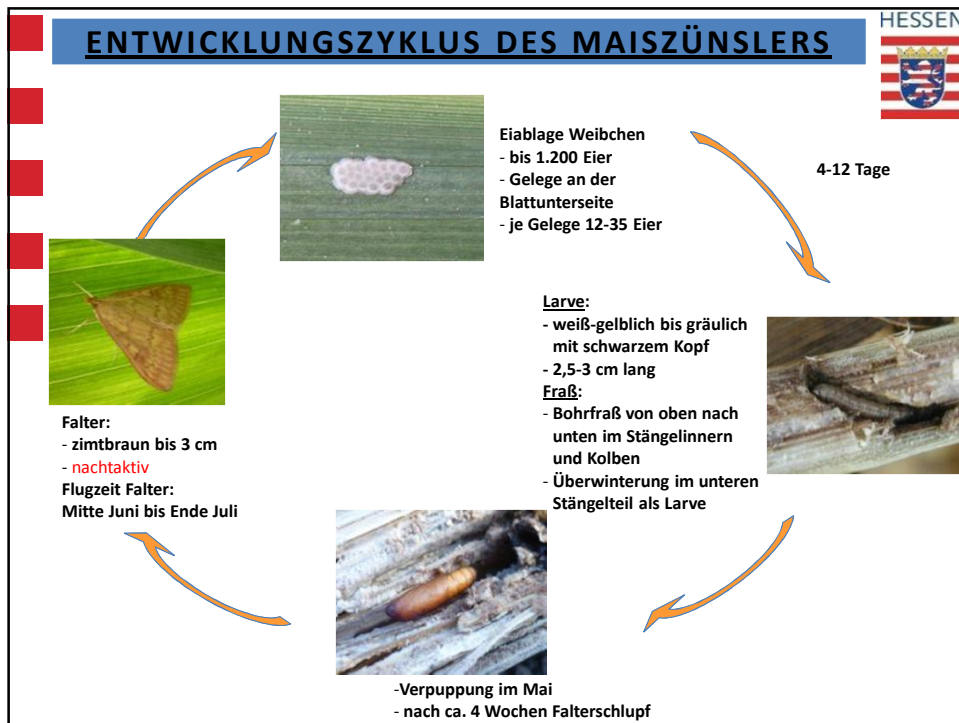 HESSEN
ENTWICKLUNGSZYKLUS DES MAISZÜNSLERS
Eiablage Weibchen
- bis 1.200 Eier
- Gelege an der
Blattunterseite
- je Gelege 12-35 Eier
4-12 Tage
Larve:
- weiß-gelblich bis gräulich
mit schwarzem Kopf
- 2,5-3 cm lang
Fraß:
- Bohrfraß von oben nach
unten im Stängelinnern
und Kolben
- Überwinterung im unteren
Stängelteil als Larve
-Verpuppung im Mai
- nach ca. 4 Wochen Falterschlupf
Falter:
- zimtbraun bis 3 cm
- nachtaktiv
Flugzeit Falter:
Mitte Juni bis Ende Juli